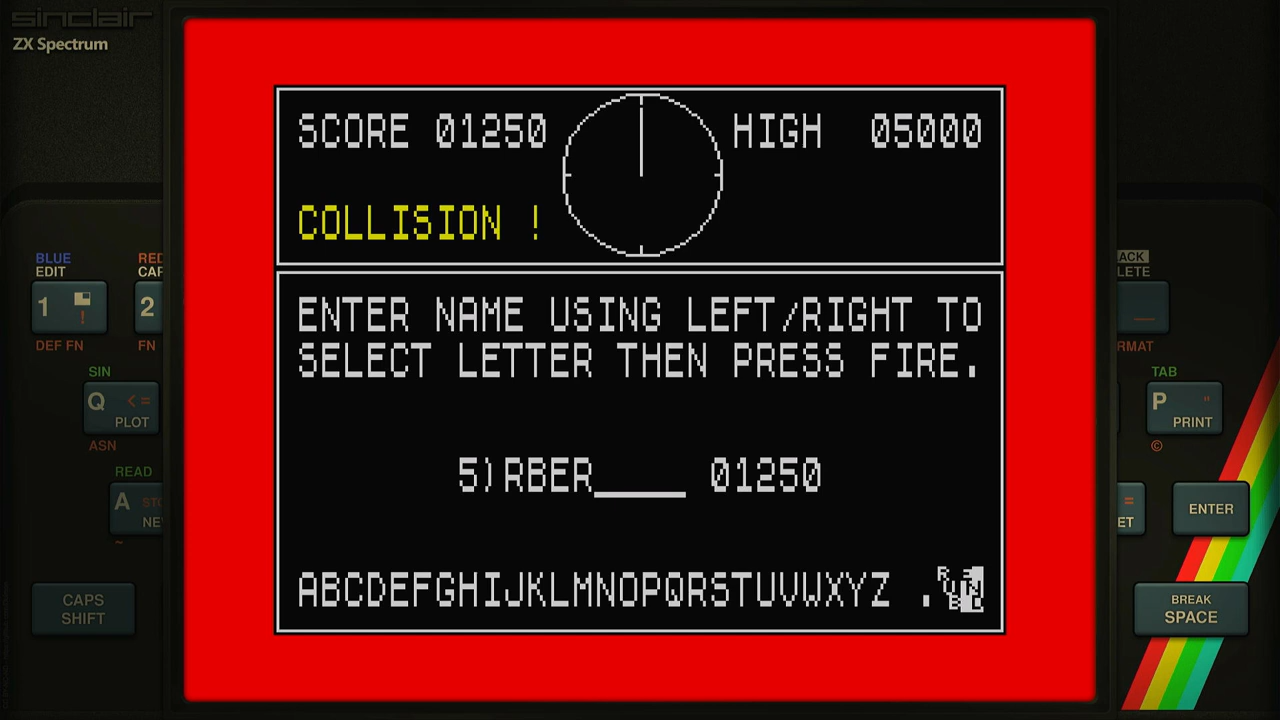 sinclair
ZX Spectrum
SCORE 01250
HIGH 05000
COLLISION !
ENTER NAME USING LEFT/RIGHT TO
SELECT LETTER THEN PRESS FIRE.
5)RBER____ 01250
ABCDEFGHIJKLMNOPQRSTUVWXYZ .
BLUE
EDIT
1
!
DEF FN
RED
2
FN
SIN
Q
<=
PLOT
ASN
READ
A
~
CAPS
SHIFT
TAB
P
"
PRINT
©
=
ENTER
BREAK
SPACE